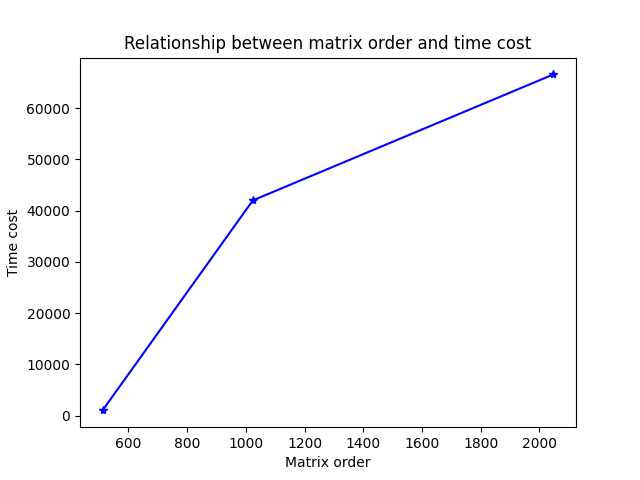 Relationship between matrix order and time cost
60000
50000
40000
30000
20000
10000
0
Time cost
600 800 1000 1200 1400 1600 1800 2000
Matrix order